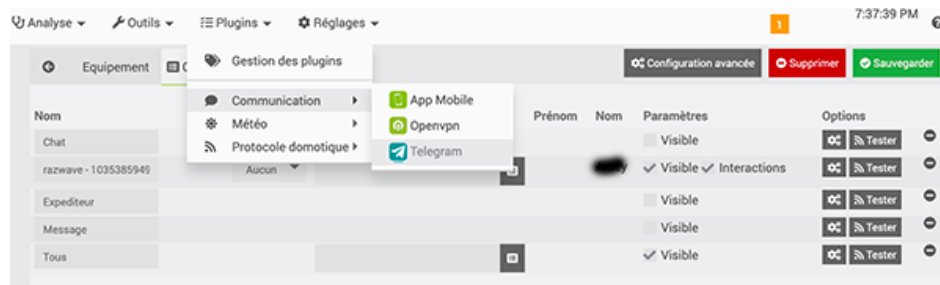 Analyse Outils Plugins Réglages 1 7:37:39 PM
Equipement Gestion des plugins Configuration avancée Supprimer Sauvegarder
Communication App Mobile
Nom Prénom Nom Paramètres Options
Météo Openvpn
Chat Visible Tester
Protocole domotique Telegram
razwave - 1035385949 Aucun Visible Interactions Tester
Expediteur Visible Tester
Message Visible Tester
Tous Visible Tester